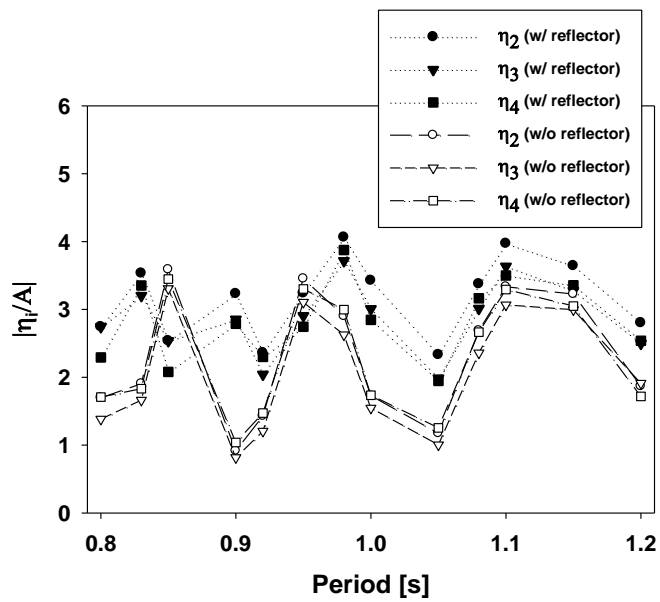 η2 (w/ reflector)
η3 (w/ reflector)
η4 (w/ reflector)
η2 (w/o reflector)
η3 (w/o reflector)
η4 (w/o reflector)
6
5
4
3
2
1
0
|ηi/A|
0.8 0.9 1.0 1.1 1.2
Period [s]